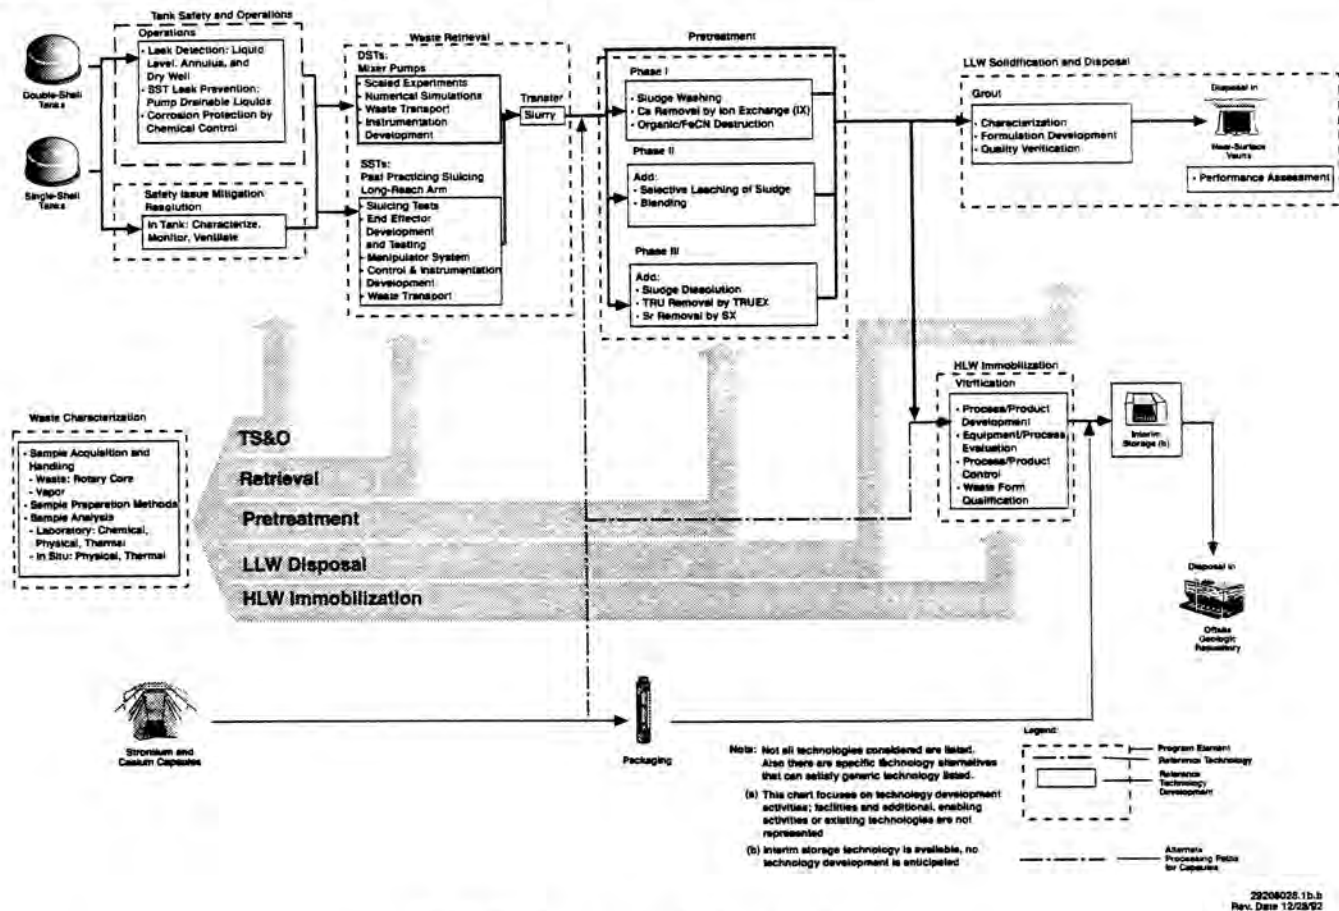 Tank Safety and Operations
Operations
• Leak Detection: Liquid
Level, Annulus, and
Dry Well
• SST Leak Prevention:
Pump Drainable Liquids
• Corrosion Protection by
Chemical Control
Double-Shell
Tanks
Single-Shell
Tanks
Safety Issue Mitigation
Resolution
In Tank: Characterize,
Monitor, Ventilate
Waste Retrieval
DSTs:
Mixer Pumps
• Scaled Experiments
• Numerical Simulations
• Waste Transport
• Instrumentation
Development
SSTs:
Past Practicing Sluicing
Long-Reach Arm
• Sluicing Tests
End Effector
Development
and Testing
• Manipulator System
• Control & Instrumentation
Development
• Waste Transport
Transfer
Slurry
Pretreatment
Phase I
• Sludge Washing
• Cs Removal by Ion Exchange (IX)
• Organic/FeCN Destruction
Phase II
Add:
• Selective Leaching of Sludge
• Blending
Phase III
Add:
• Sludge Dissolution
• TRU Removal by TRUEX
• Sr Removal by SX
LLW Solidification and Disposal
Grout
• Characterization
• Formulation Development
• Quality Verification
Disposal in
Near-Surface
Vaults
• Performance Assessment
HLW Immobilization
Vitrification
• Process/Product
Development
• Equipment/Process
Evaluation
• Process/Product
Control
• Waste Form
Qualification
Interim
Storage (b)
Disposal in
Offsite
Geologic
Repository
Waste Characterization
• Sample Acquisition and
Handling
- Waste: Rotary Core
- Vapor
• Sample Preparation Methods
• Sample Analysis
- Laboratory: Chemical,
Physical, Thermal
- In Situ: Physical, Thermal
TS&O
Retrieval
Pretreatment
LLW Disposal
HLW Immobilization
Strontium and
Cesium Capsules
Packaging
Note: Not all technologies considered are listed.
Also there are specific technology alternatives
that can satisfy generic technology listed.
(a) This chart focuses on technology development
activities; facilities and additional, enabling
activities or existing technologies are not
represented
(b) Interim storage technology is available, no
technology development is anticipated
Legend:
Program Element
Reference Technology
Reference
Technology
Development
Alternate
Processing Paths
for Capsules
29206028.1b.b
Rev. Date 12/28/92